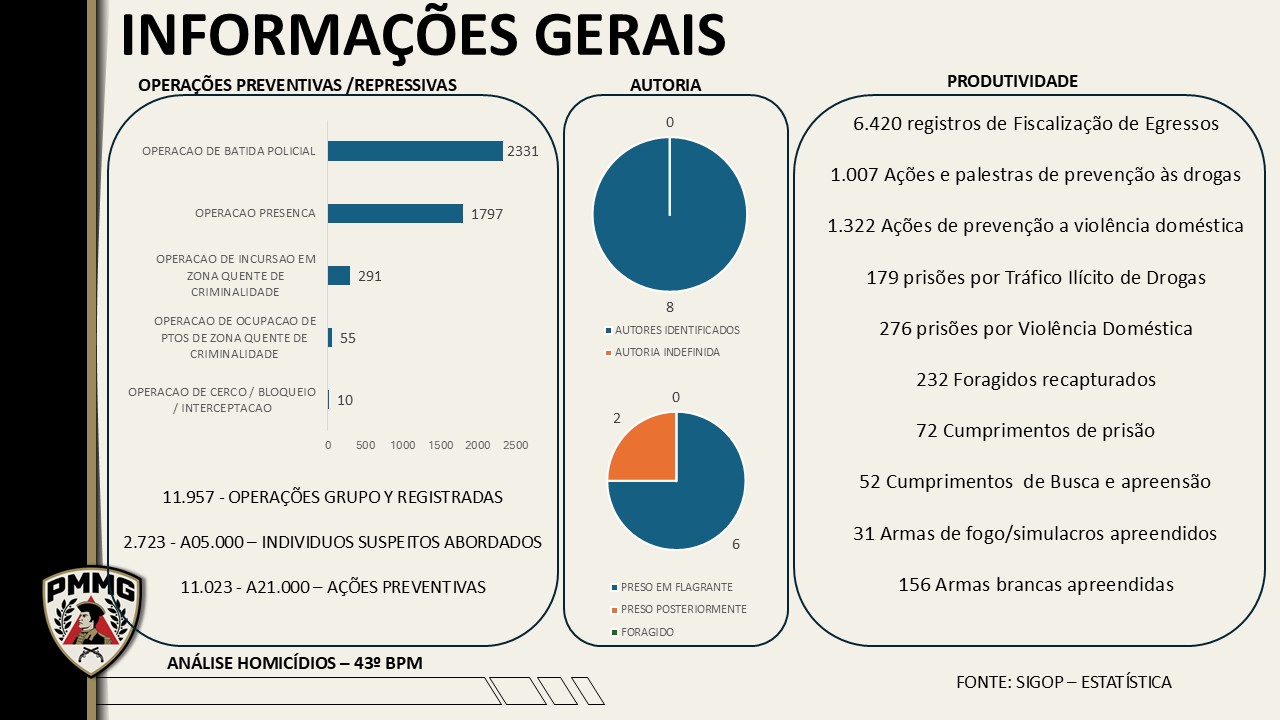 INFORMAÇÕES GERAIS
OPERAÇÕES PREVENTIVAS /REPRESSIVAS
OPERACAO DE BATIDA POLICIAL
2331
OPERACAO PRESENCA
1797
OPERACAO DE INCURSAO EM
ZONA QUENTE DE
CRIMINALIDADE
291
OPERACAO DE OCUPACAO DE
PTOS DE ZONA QUENTE DE
CRIMINALIDADE
55
OPERACAO DE CERCO / BLOQUEIO
/ INTERCEPTACAO
10
0 500 1000 1500 2000 2500
11.957 - OPERAÇÕES GRUPO Y REGISTRADAS
2.723 - A05.000 – INDIVIDUOS SUSPEITOS ABORDADOS
11.023 - A21.000 – AÇÕES PREVENTIVAS
AUTORIA
0
8
AUTORES IDENTIFICADOS
AUTORIA INDEFINIDA
0
2
6
PRESO EM FLAGRANTE
PRESO POSTERIORMENTE
FORAGIDO
PRODUTIVIDADE
6.420 registros de Fiscalização de Egressos
1.007 Ações e palestras de prevenção às drogas
1.322 Ações de prevenção a violência doméstica
179 prisões por Tráfico Ilícito de Drogas
276 prisões por Violência Doméstica
232 Foragidos recapturados
72 Cumprimentos de prisão
52 Cumprimentos  de Busca e apreensão
31 Armas de fogo/simulacros apreendidos
156 Armas brancas apreendidas
PMMG
ANÁLISE HOMICÍDIOS – 43º BPM
FONTE: SIGOP – ESTATÍSTICA